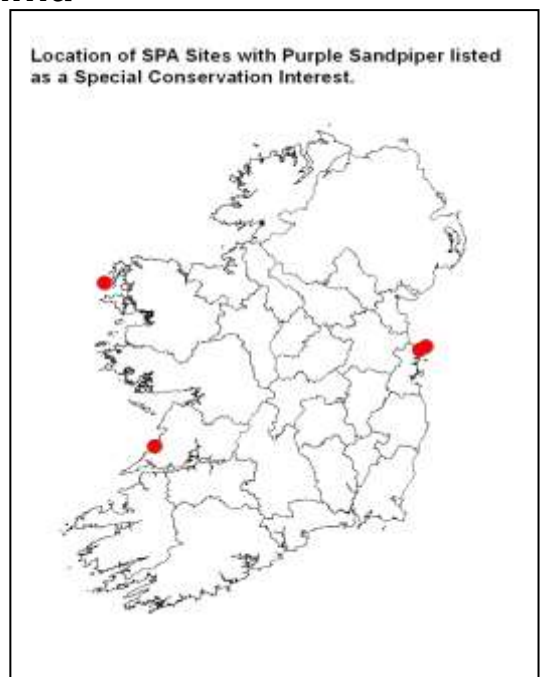 Location of SPA Sites with Purple Sandpiper listed
as a Special Conservation Interest.